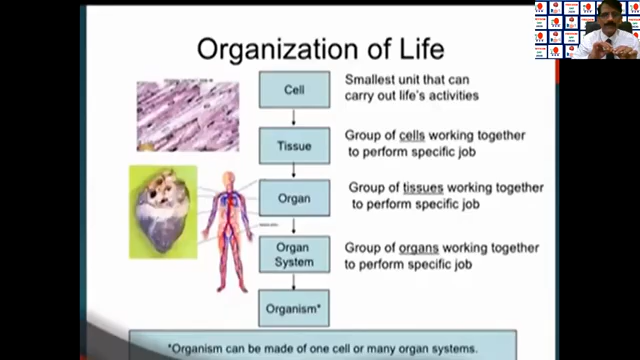 Organization of Life
Cell
Smallest unit that can
carry out life's activities
Tissue
Group of cells working together
to perform specific job
Organ
Group of tissues working together
to perform specific job
Organ
System
Group of organs working together
to perform specific job
Organism*
*Organism can be made of one cell or many organ systems.